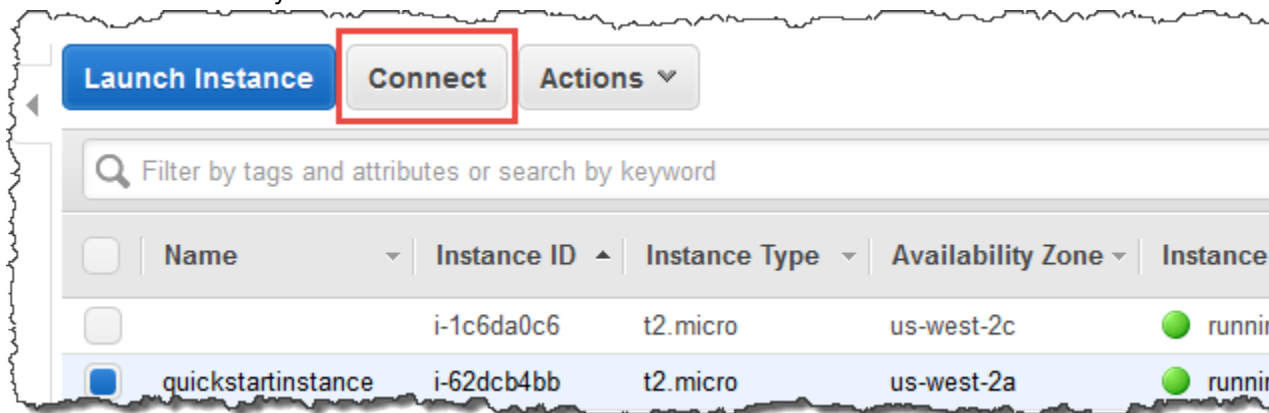 Launch Instance Connect Actions
Filter by tags and attributes or search by keyword
Name Instance ID Instance Type Availability Zone Instance
i-1c6da0c6 t2.micro us-west-2c
quickstartinstance i-62dcb4bb t2.micro us-west-2a